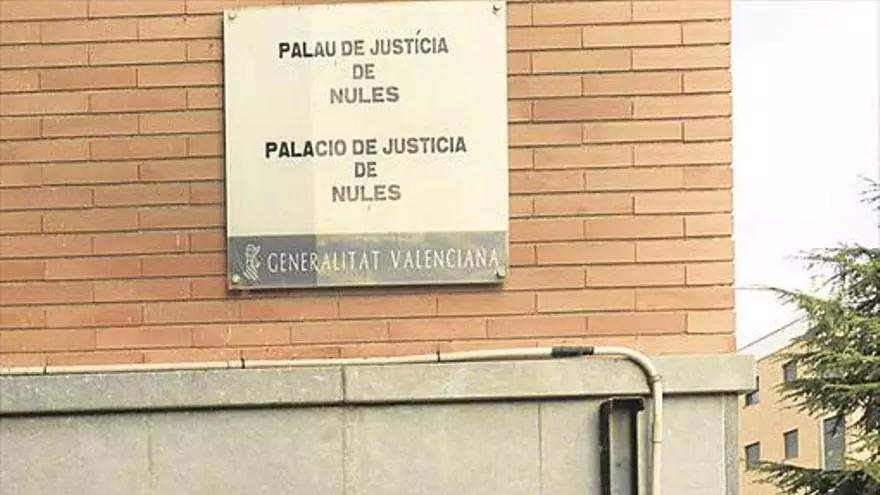 PALAU DE JUSTÍCIA
DE
NULES
PALACIO DE JUSTICIA
DE
NULES
GENERALITAT VALENCIANA